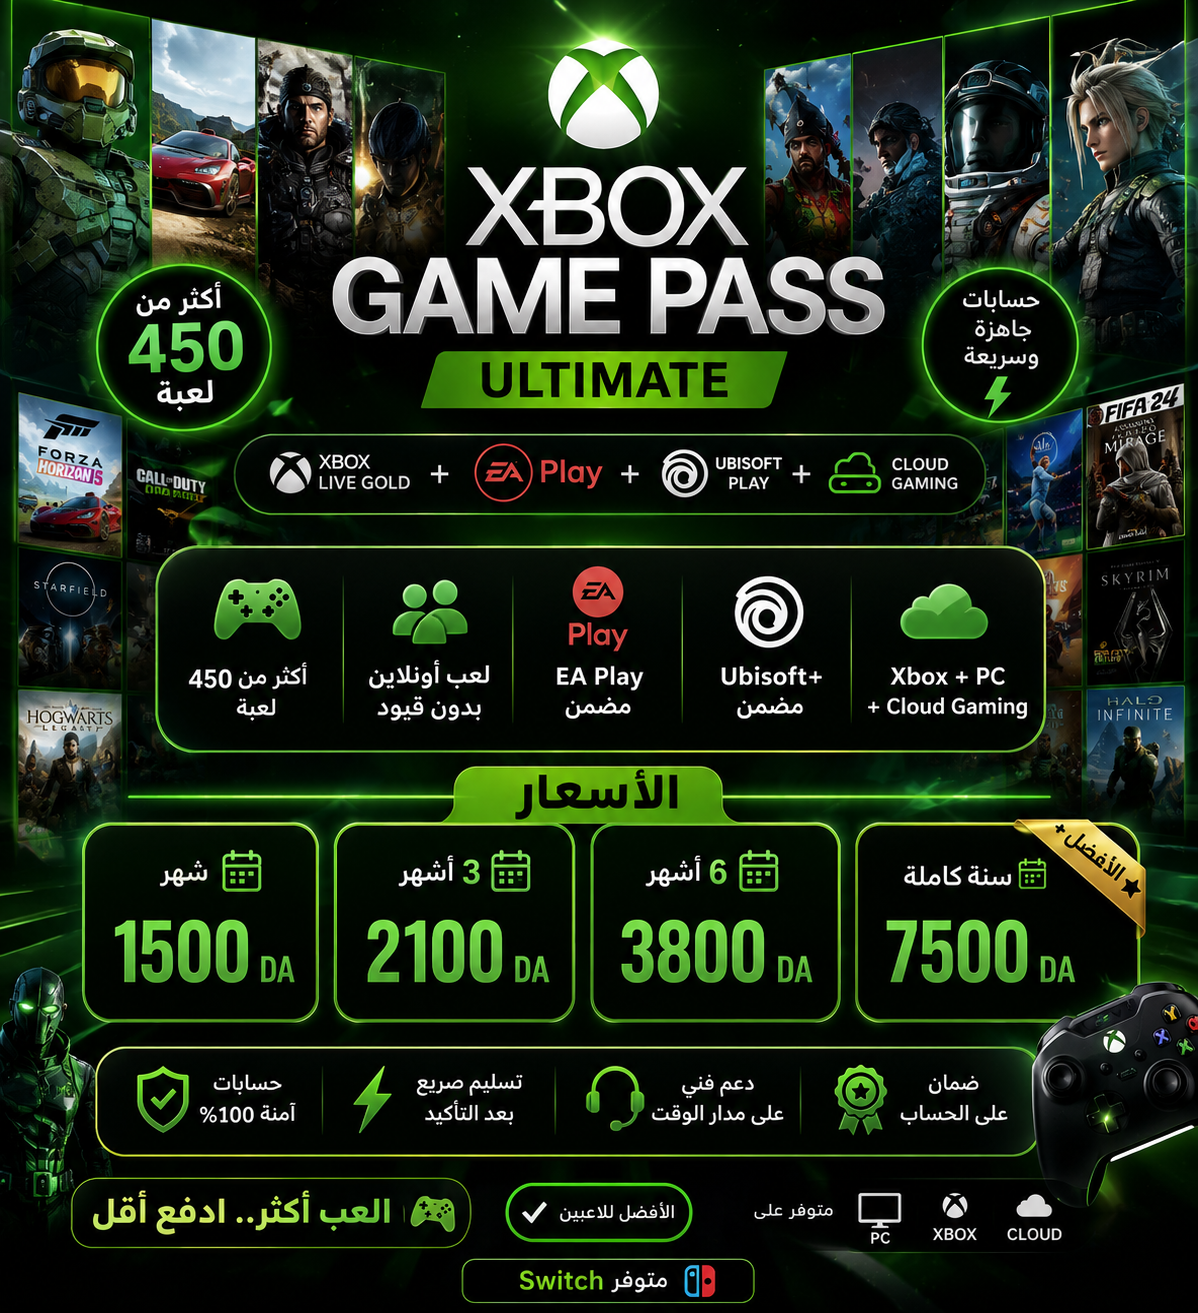 XBOX
GAME PASS
ULTIMATE
أكثر من
450
لعبة
حسابات
جاهزة
وسريعة
XBOX
LIVE GOLD
+
EA Play
+
UBISOFT
PLAY
+
CLOUD
GAMING
FORZA
HORIZON 5
CALL OF DUTY
STARFIELD
HOGWARTS
LEGACY
FIFA 24
MIRAGE
SKYRIM
HALO
INFINITE
أكثر من 450
لعبة
لعب أونلاين
بدون قيود
EA
Play
EA Play
مضمن
Ubisoft+
مضمن
Xbox + PC
+ Cloud Gaming
الأسعار
شهر
1500 DA
3 أشهر
2100 DA
6 أشهر
3800 DA
سنة كاملة
7500 DA
الأفضل
حسابات
آمنة 100%
تسليم صريع
بعد التأكيد
دعم فني
على مدار الوقت
ضمان
على الحساب
العب أكثر.. ادفع أقل
الأفضل للاعبين
متوفر على
PC
XBOX
CLOUD
متوفر Switch